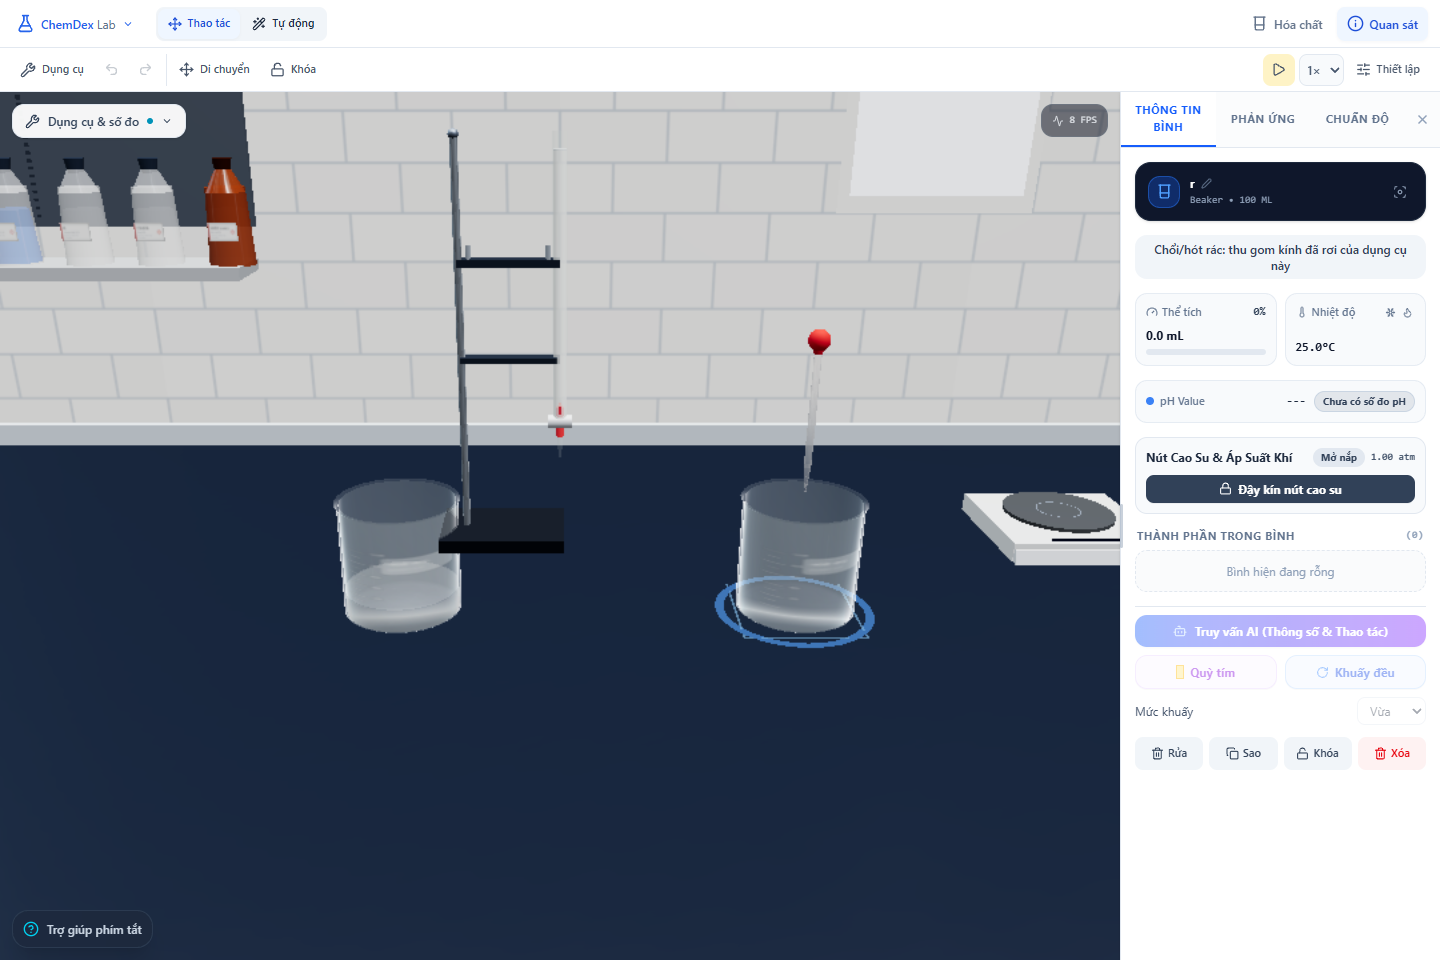 ChemDex Lab
Thao tác
Tự động
Hóa chất
Quan sát
Dụng cụ
Di chuyển
Khóa
1×
Thiết lập
Dụng cụ & số đo
8 FPS
THÔNG TIN
BÌNH
PHẢN ỨNG
CHUẨN ĐỘ
r
Beaker • 100 ML
Chổi/hót rác: thu gom kính đã rơi của dụng cụ
này
Thể tích
0%
0.0 mL
Nhiệt độ
25.0°C
pH Value
---
Chưa có số đo pH
Nút Cao Su & Áp Suất Khí
Mở nắp
1.00 atm
Đậy kín nút cao su
THÀNH PHẦN TRONG BÌNH
(0)
Bình hiện đang rỗng
Truy vấn AI (Thông số & Thao tác)
Quỳ tím
Khuấy đều
Mức khuấy
Vừa
Rửa
Sao
Khóa
Xóa
Trợ giúp phím tắt